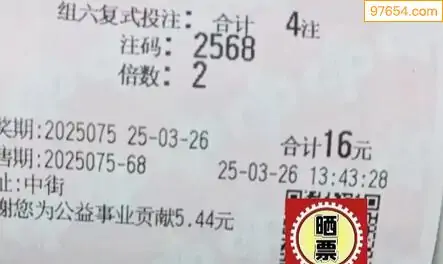 97654.com
组六复式投注: 合计 4注
注码: 2568
倍数: 2
奖期:2025075 25-03-26 合计16元
售期:2025075-68 25-03-26 13:43:28
址:中街
谢您为公益事业贡献5.44元
晒票